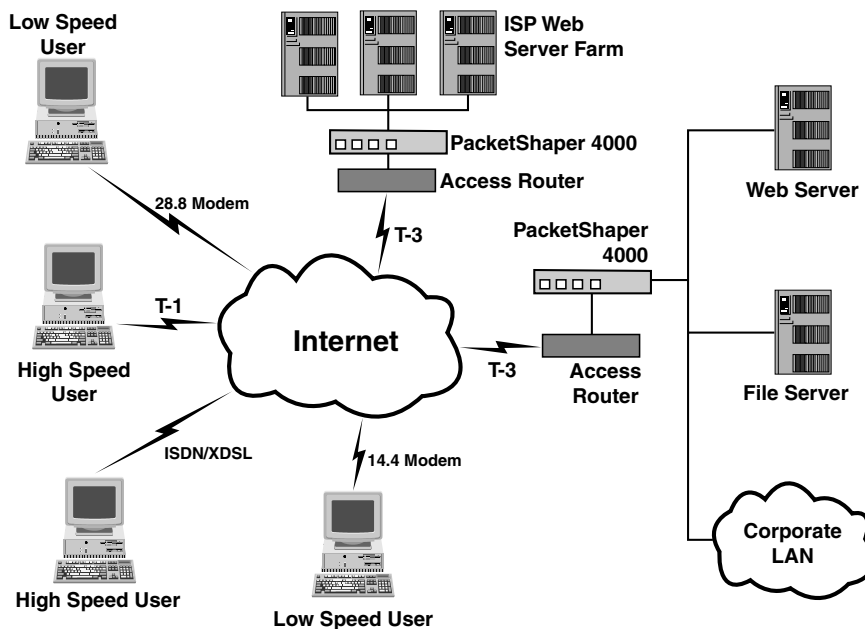 Low Speed
User
ISP Web
Server Farm
PacketShaper 4000
Access Router
Web Server
28.8 Modem
T-3
PacketShaper
4000
T-1
Internet
High Speed
User
T-3
Access
Router
File Server
ISDN/XDSL
14.4 Modem
Corporate
LAN
High Speed User
Low Speed User